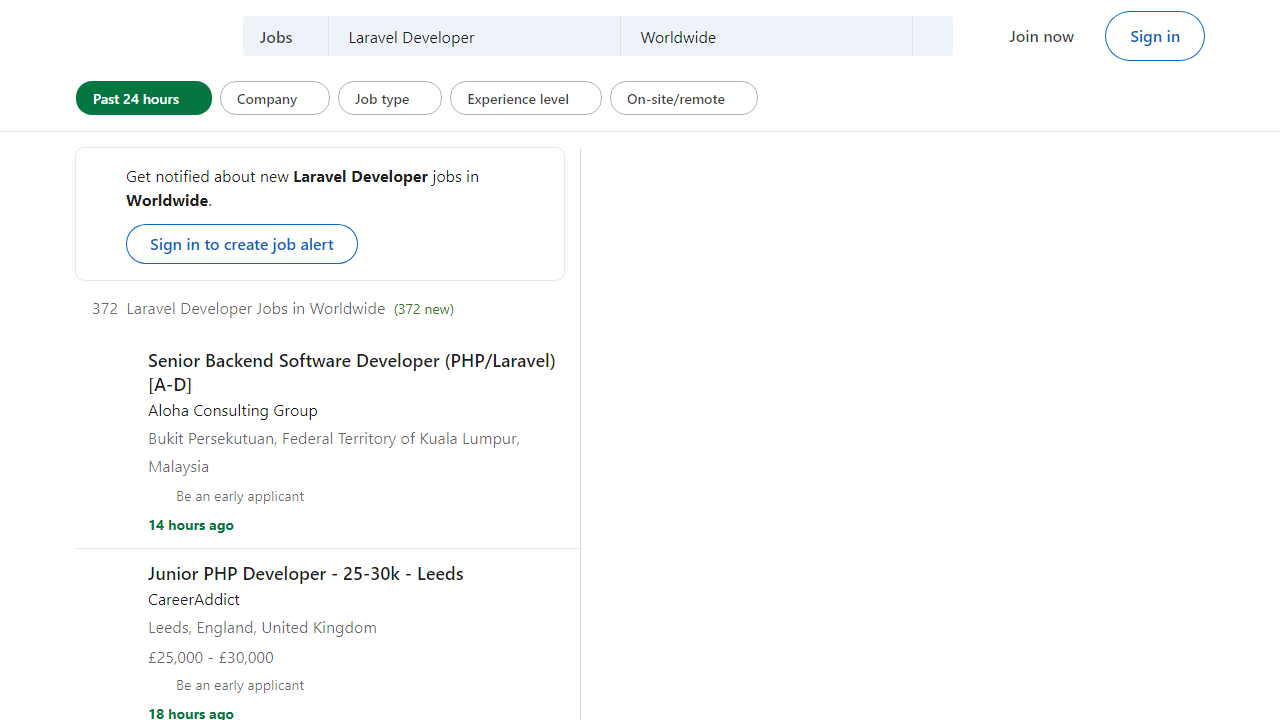 Jobs
Laravel Developer
Worldwide
Join now
Sign in
Past 24 hours
Company
Job type
Experience level
On-site/remote
Get notified about new Laravel Developer jobs in
Worldwide.
Sign in to create job alert
372 Laravel Developer Jobs in Worldwide (372 new)
Senior Backend Software Developer (PHP/Laravel)
[A-D]
Aloha Consulting Group
Bukit Persekutuan, Federal Territory of Kuala Lumpur,
Malaysia
Be an early applicant
14 hours ago
Junior PHP Developer - 25-30k - Leeds
CareerAddict
Leeds, England, United Kingdom
£25,000 - £30,000
Be an early applicant
18 hours ago